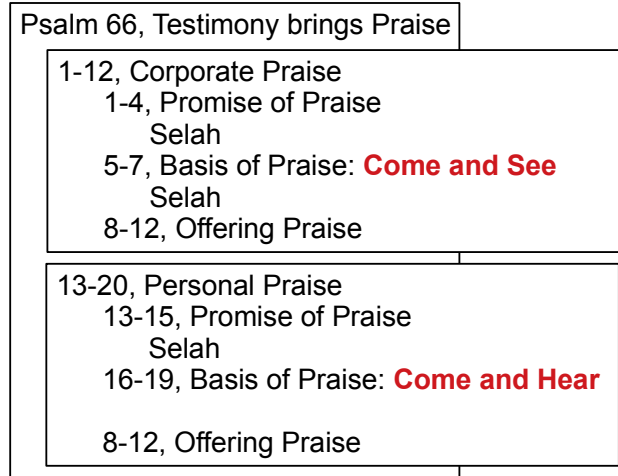 Psalm 66, Testimony brings Praise
1-12, Corporate Praise
1-4, Promise of Praise
Selah
5-7, Basis of Praise: Come and See
Selah
8-12, Offering Praise
13-20, Personal Praise
13-15, Promise of Praise
Selah
16-19, Basis of Praise: Come and Hear
8-12, Offering Praise